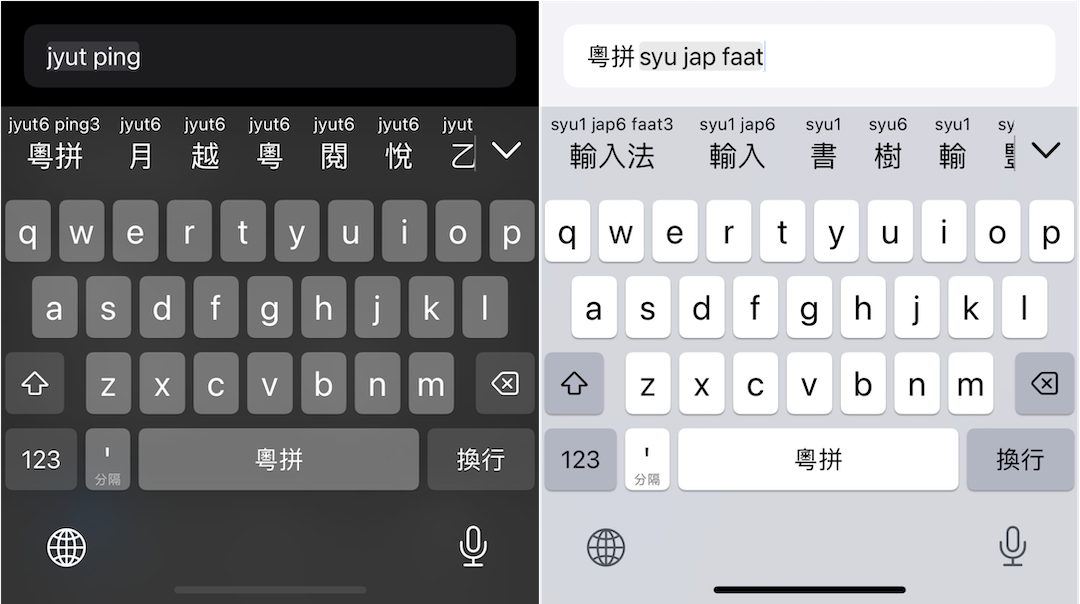 jyut ping
jyut6 ping3 jyut6 jyut6 jyut6 jyut6 jyut6 jyut
粵拼 月 越 粵 閱 悅 乙
q w e r t y u i o p
a s d f g h j k l
z x c v b n m
123 ' 粵拼 換行
分隔
粵拼 syu jap faat
syu1 jap6 faat3 syu1 jap6 syu1 syu6 syu1 sy
輸入法 輸入 書 樹 輸
q w e r t y u i o p
a s d f g h j k l
z x c v b n m
123 ' 粵拼 換行
分隔